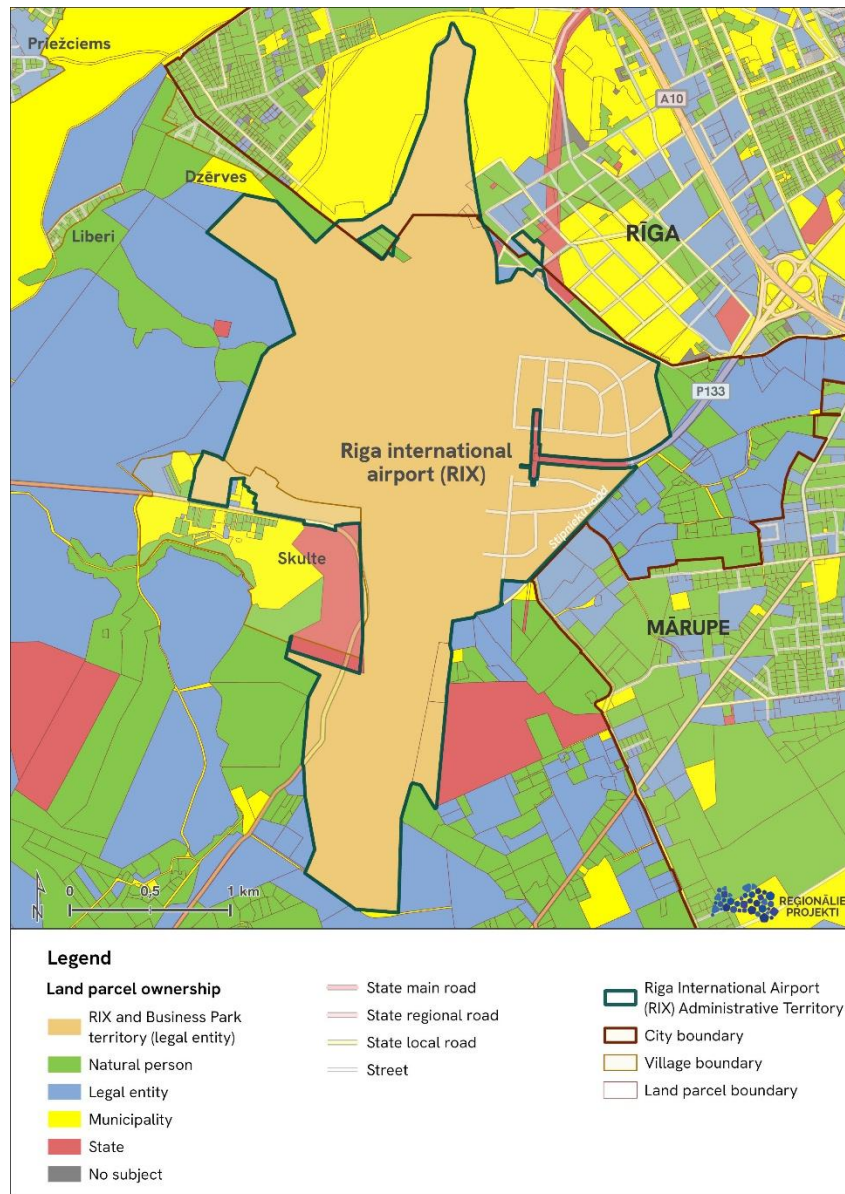 Priežciems
A10
Dzērves
Liberi
RĪGA
P133
Riga international
airport (RIX)
Stipnieku road
Skulte
MĀRUPE
N
0 0,5 1 km
REGIONĀLIE
PROJEKTI
Legend
Land parcel ownership
RIX and Business Park
territory (legal entity)
Natural person
Legal entity
Municipality
State
No subject
State main road
State regional road
State local road
Street
Riga International Airport
(RIX) Administrative Territory
City boundary
Village boundary
Land parcel boundary